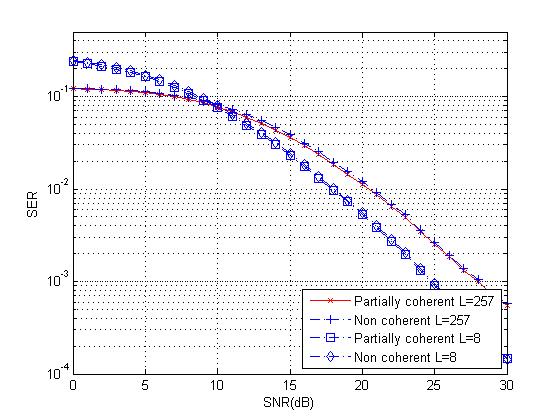 10^-1
10^-2
10^-3
10^-4
SER
0 5 10 15 20 25 30
SNR(dB)
Partially coherent L=257
Non coherent L=257
Partially coherent L=8
Non coherent L=8